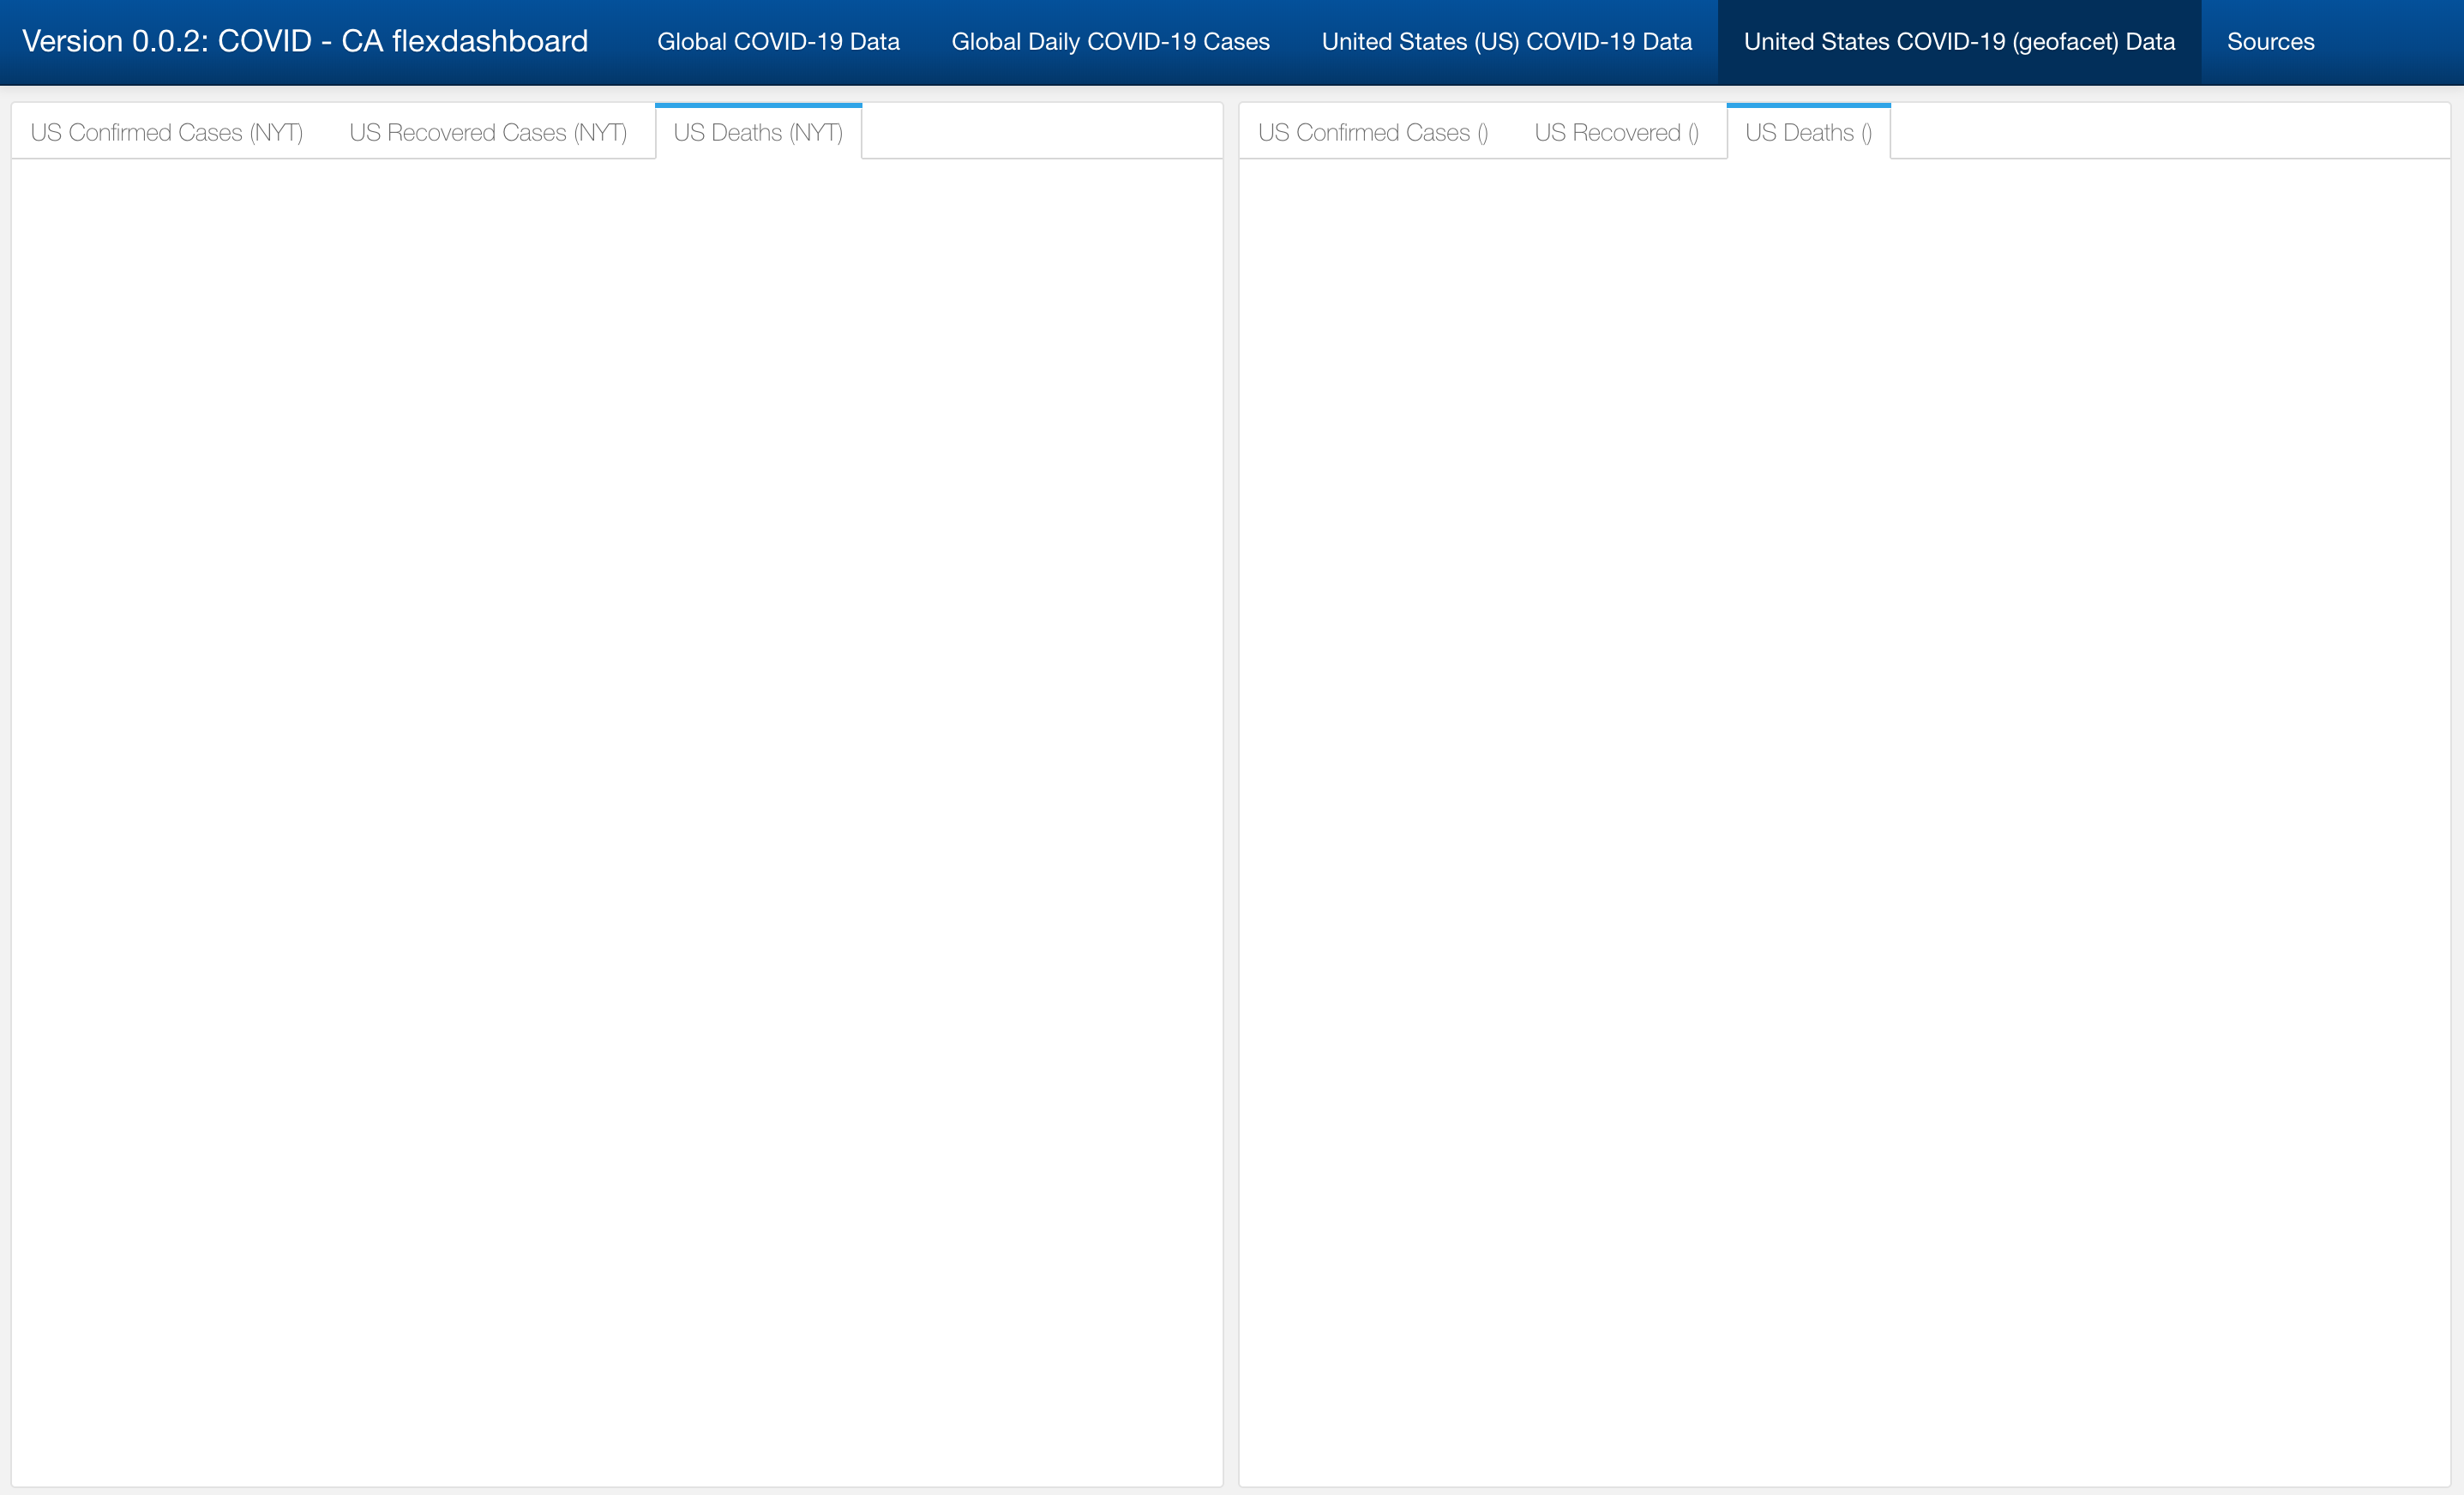 Version 0.0.2: COVID - CA flexdashboard Global COVID-19 Data Global Daily COVID-19 Cases United States (US) COVID-19 Data United States COVID-19 (geofacet) Data Sources
US Confirmed Cases (NYT) US Recovered Cases (NYT) US Deaths (NYT) US Confirmed Cases () US Recovered () US Deaths ()